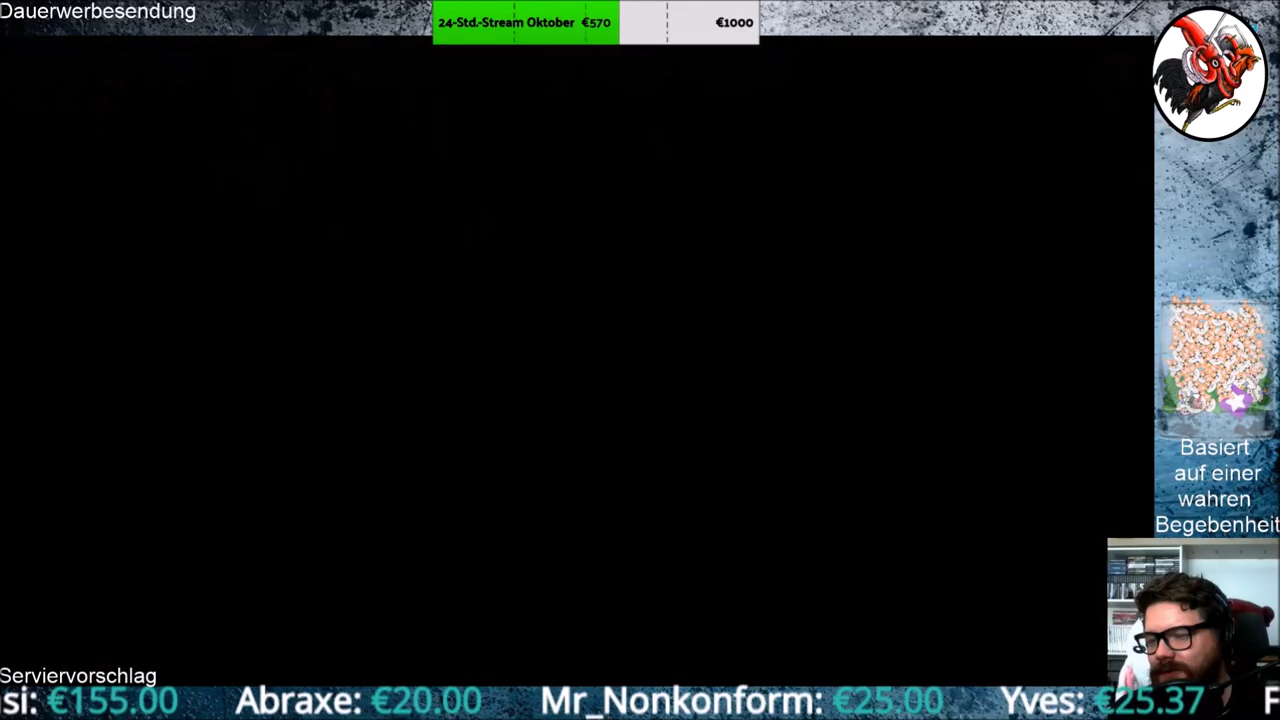 Dauerwerbesendung
24-Std.-Stream Oktober €570 €1000
Basiert
auf einer
wahren
Begebenheit
Serviervorschlag
si: €155.00 Abraxe: €20.00 Mr_Nonkonform: €25.00 Yves: €25.37 F